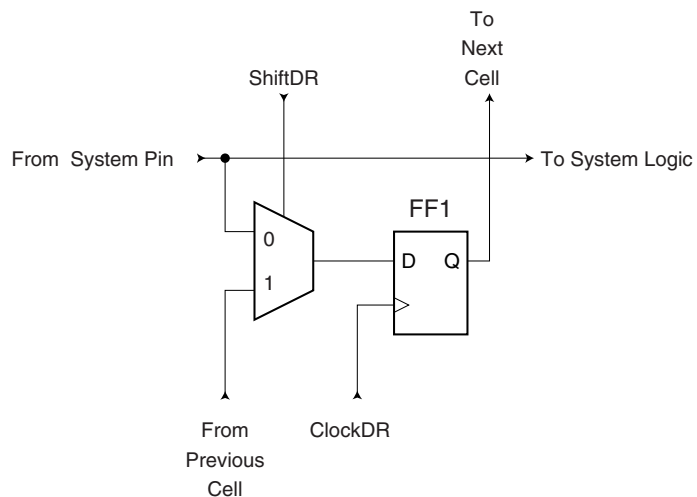 To
Next
Cell
ShiftDR
From System Pin
To System Logic
FF1
0
D Q
1
From
Previous
Cell
ClockDR